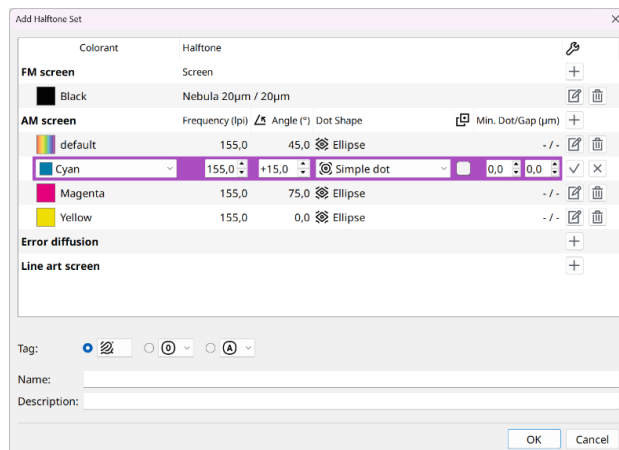 Add Halftone Set
Colorant Halftone
FM screen Screen
Black Nebula 20µm / 20µm
AM screen Frequency (lpi) Angle (°) Dot Shape Min. Dot/Gap (µm)
default 155,0 45,0 Ellipse - / -
Cyan 155,0 +15,0 Simple dot 0,0 0,0
Magenta 155,0 75,0 Ellipse - / -
Yellow 155,0 0,0 Ellipse - / -
Error diffusion
Line art screen
Tag: 0 A
Name:
Description:
OK Cancel